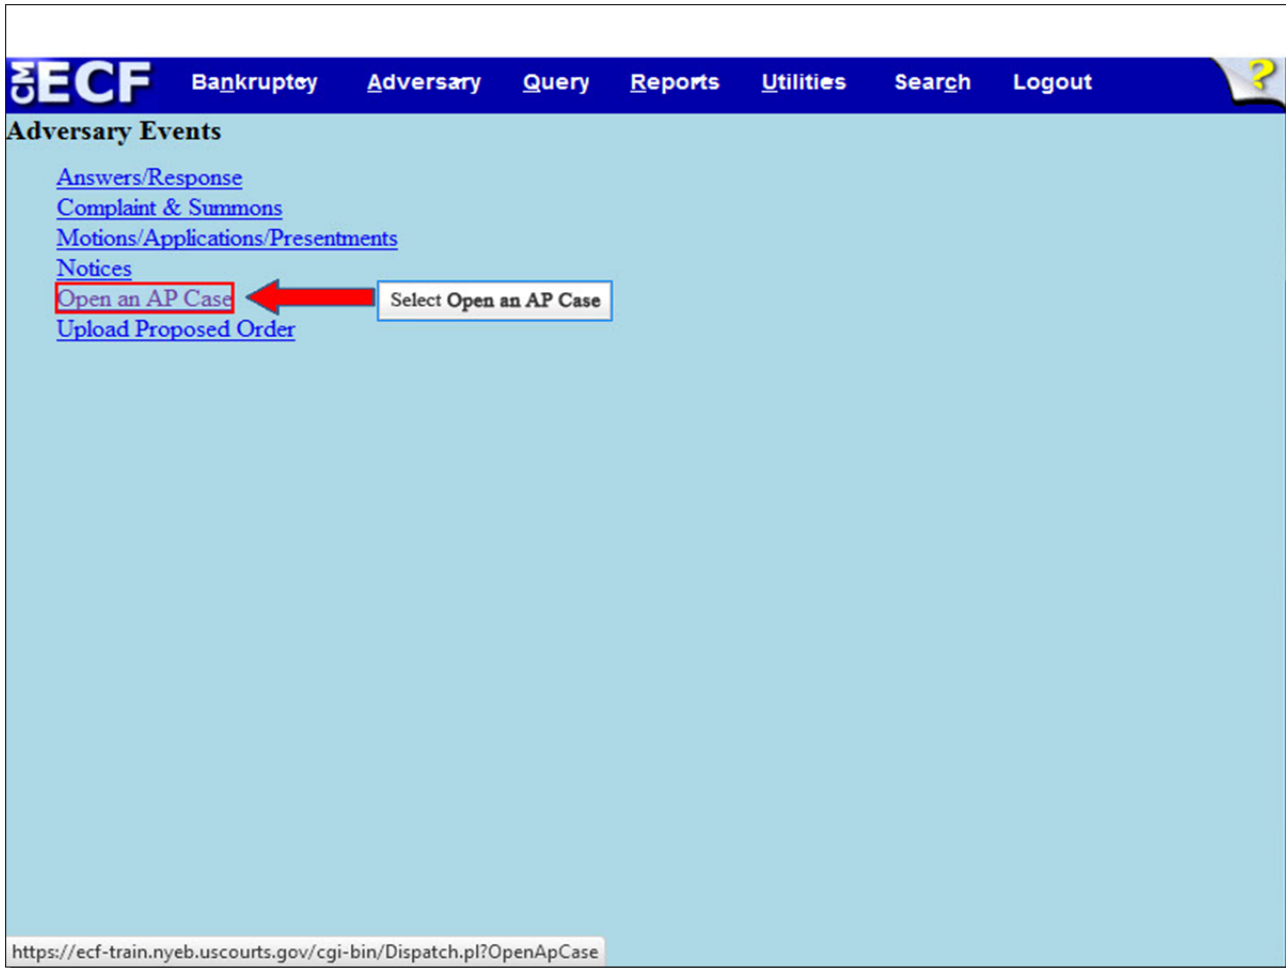 CM ECF Bankruptcy Adversary Query Reports Utilities Search Logout ?
Adversary Events
Answers/Response
Complaint & Summons
Motions/Applications/Presentments
Notices
Open an AP Case Select Open an AP Case
Upload Proposed Order
https://ecf-train.nyeb.uscourts.gov/cgi-bin/Dispatch.pl?OpenApCase